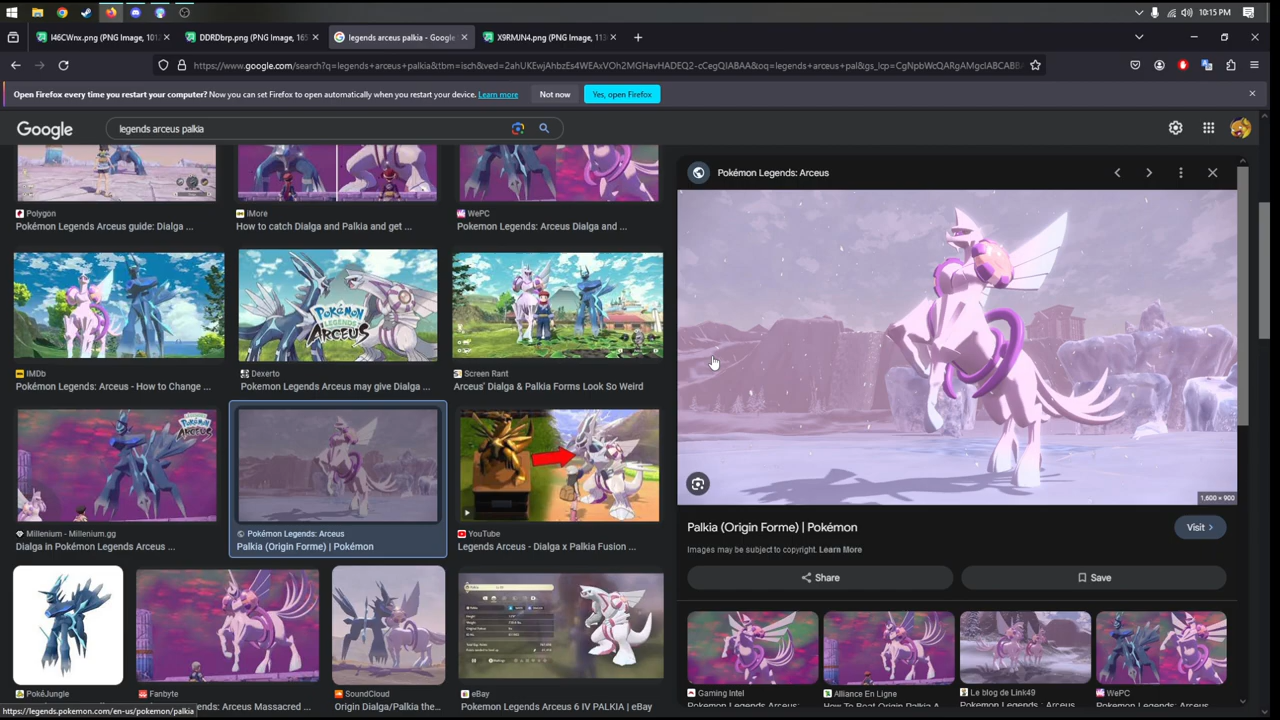 10:15 PM
I46CWnx.png (PNG Image, 101
DDRDbrp.png (PNG Image, 165
legends arceus palkia - Google
X9RMJN4.png (PNG Image, 113
https://www.google.com/search?q=legends+arceus+palkia&tbm=isch&ved=2ahUKEwjAhbzEs4WEAxVOh2MGHavHADEQ2-cCegQIABAA&oq=legends+arceus+pal&gs_lcp=CgNpbWcQARgAMgcIABCABB
Open Firefox every time you restart your computer? Now you can set Firefox to open automatically when you restart your device. Learn more
Not now
Yes, open Firefox
Google
legends arceus palkia
Polygon
Pokémon Legends Arceus guide: Dialga ...
iMore
How to catch Dialga and Palkia and get ...
WePC
Pokemon Legends: Arceus Dialga and ...
IMDb
Pokémon Legends: Arceus - How to Change ...
POKÉMON
LEGENDS
ARCEUS
Dexerto
Pokemon Legends Arceus may give Dialga ...
Screen Rant
Arceus' Dialga & Palkia Forms Look So Weird
ARCEUS
Millenium - Millenium.gg
Dialga in Pokémon Legends Arceus ...
Pokémon Legends: Arceus
Palkia (Origin Forme) | Pokémon
YouTube
Legends Arceus - Dialga x Palkia Fusion ...
PokéJungle
Fanbyte
: Arceus Massacred ...
SoundCloud
Origin Dialga/Palkia the...
eBay
Pokemon Legends Arceus 6 IV PALKIA | eBay
https://legends.pokemon.com/en-us/pokemon/palkia
Pokémon Legends: Arceus
1,600 × 900
Palkia (Origin Forme) | Pokémon
Visit
Images may be subject to copyright. Learn More
Share
Save
Gaming Intel
Alliance En Ligne
Le blog de Link49
WePC